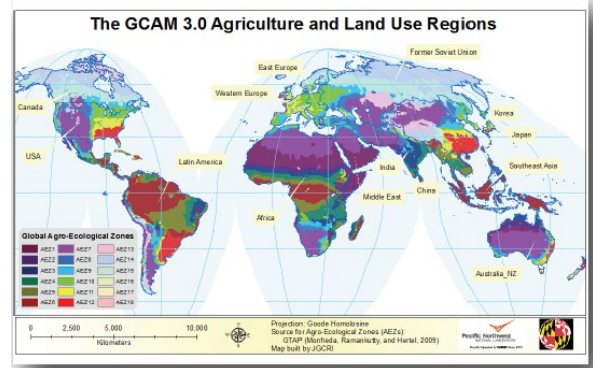 The GCAM 3.0 Agriculture and Land Use Regions
Former Soviet Union
East Europe
Western Europe
Canada
Korea
Japan
USA
Latin America
India
Southeast Asia
China
Middle East
Africa
Australia_NZ
Global Agro-Ecological Zones
AEZ1 AEZ7 AEZ13
AEZ2 AEZ8 AEZ14
AEZ3 AEZ9 AEZ15
AEZ4 AEZ10 AEZ16
AEZ5 AEZ11 AEZ17
AEZ6 AEZ12 AEZ18
0 2,500 5,000 10,000
Kilometers
Projection: Goode Homolosine
Source for Agro-Ecological Zones (AEZs):
GTAP (Monfreda, Ramankutty, and Hertel, 2009)
Map built by JGCRI
Pacific Northwest
NATIONAL LABORATORY